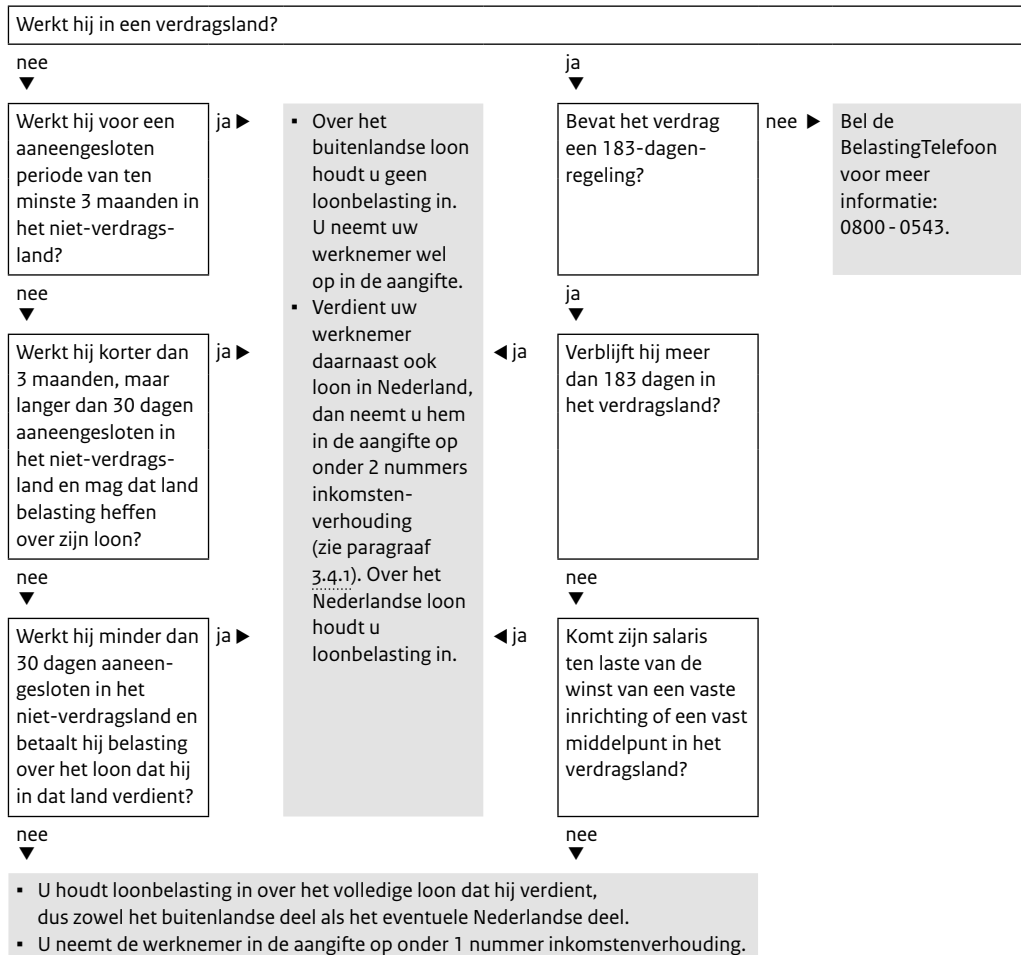 Werkt hij in een verdragsland?
nee
▼
Werkt hij voor een
aaneengesloten
periode van ten
minste 3 maanden in
het niet-verdrags-
land?
ja ▶
nee
▼
Werkt hij korter dan
3 maanden, maar
langer dan 30 dagen
aaneengesloten in
het niet-verdrags-
land en mag dat land
belasting heffen
over zijn loon?
ja ▶
nee
▼
Werkt hij minder dan
30 dagen aaneen-
gesloten in het
niet-verdragsland en
betaalt hij belasting
over het loon dat hij
in dat land verdient?
ja ▶
nee
▼
▪ Over het
buitenlandse loon
houdt u geen
loonbelasting in.
U neemt uw
werknemer wel
op in de aangifte.
▪ Verdient uw
werknemer
daarnaast ook
loon in Nederland,
dan neemt u hem
in de aangifte op
onder 2 nummers
inkomsten-
verhouding
(zie paragraaf
3.4.1). Over het
Nederlandse loon
houdt u
loonbelasting in.
ja
▼
Bevat het verdrag
een 183-dagen-
regeling?
nee ▶
Bel de
BelastingTelefoon
voor meer
informatie:
0800 - 0543.
ja
▼
◀ ja
Verblijft hij meer
dan 183 dagen in
het verdragsland?
nee
▼
◀ ja
Komt zijn salaris
ten laste van de
winst van een vaste
inrichting of een vast
middelpunt in het
verdragsland?
nee
▼
▪ U houdt loonbelasting in over het volledige loon dat hij verdient,
dus zowel het buitenlandse deel als het eventuele Nederlandse deel.
▪ U neemt de werknemer in de aangifte op onder 1 nummer inkomstenverhouding.